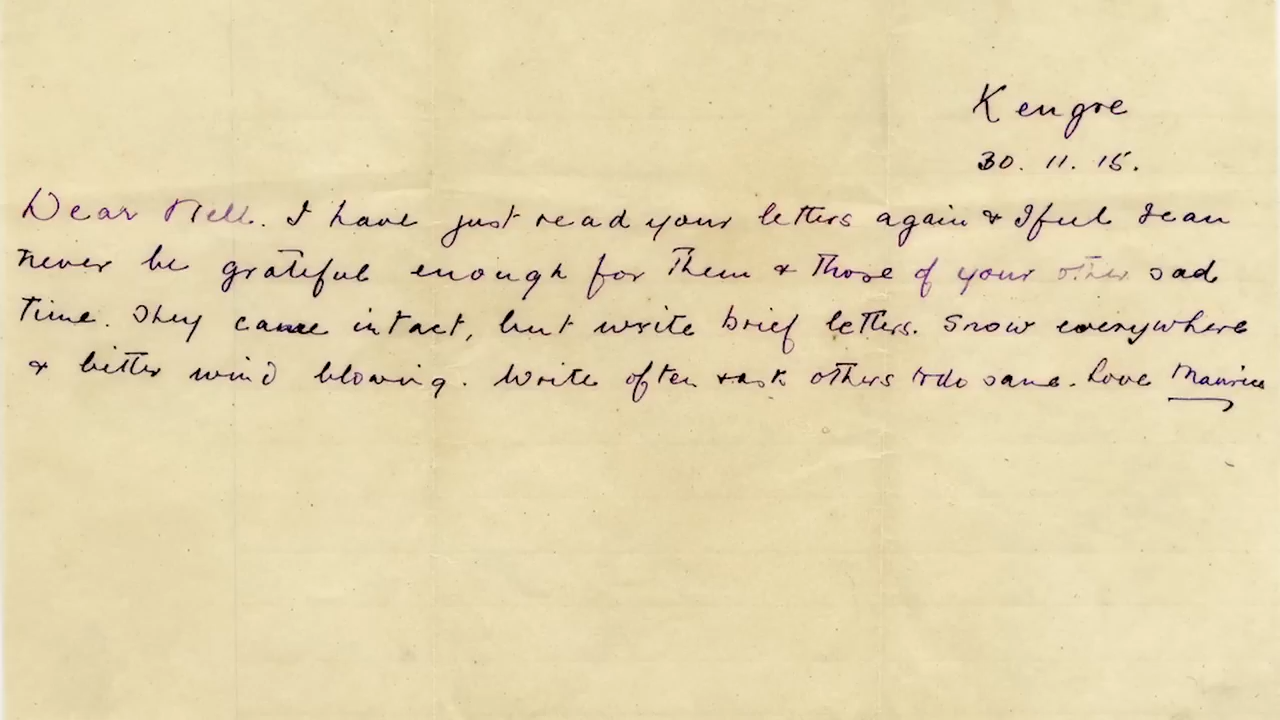 Kengre
30. 11. 15.
Dear Nell. I have just read your letters again & I feel I can
never be grateful enough for them & those of your other sad
time. They came intact, but write brief letters. Snow everywhere
& bitter wind blowing. Write often & ask others to do same. Love Maurice